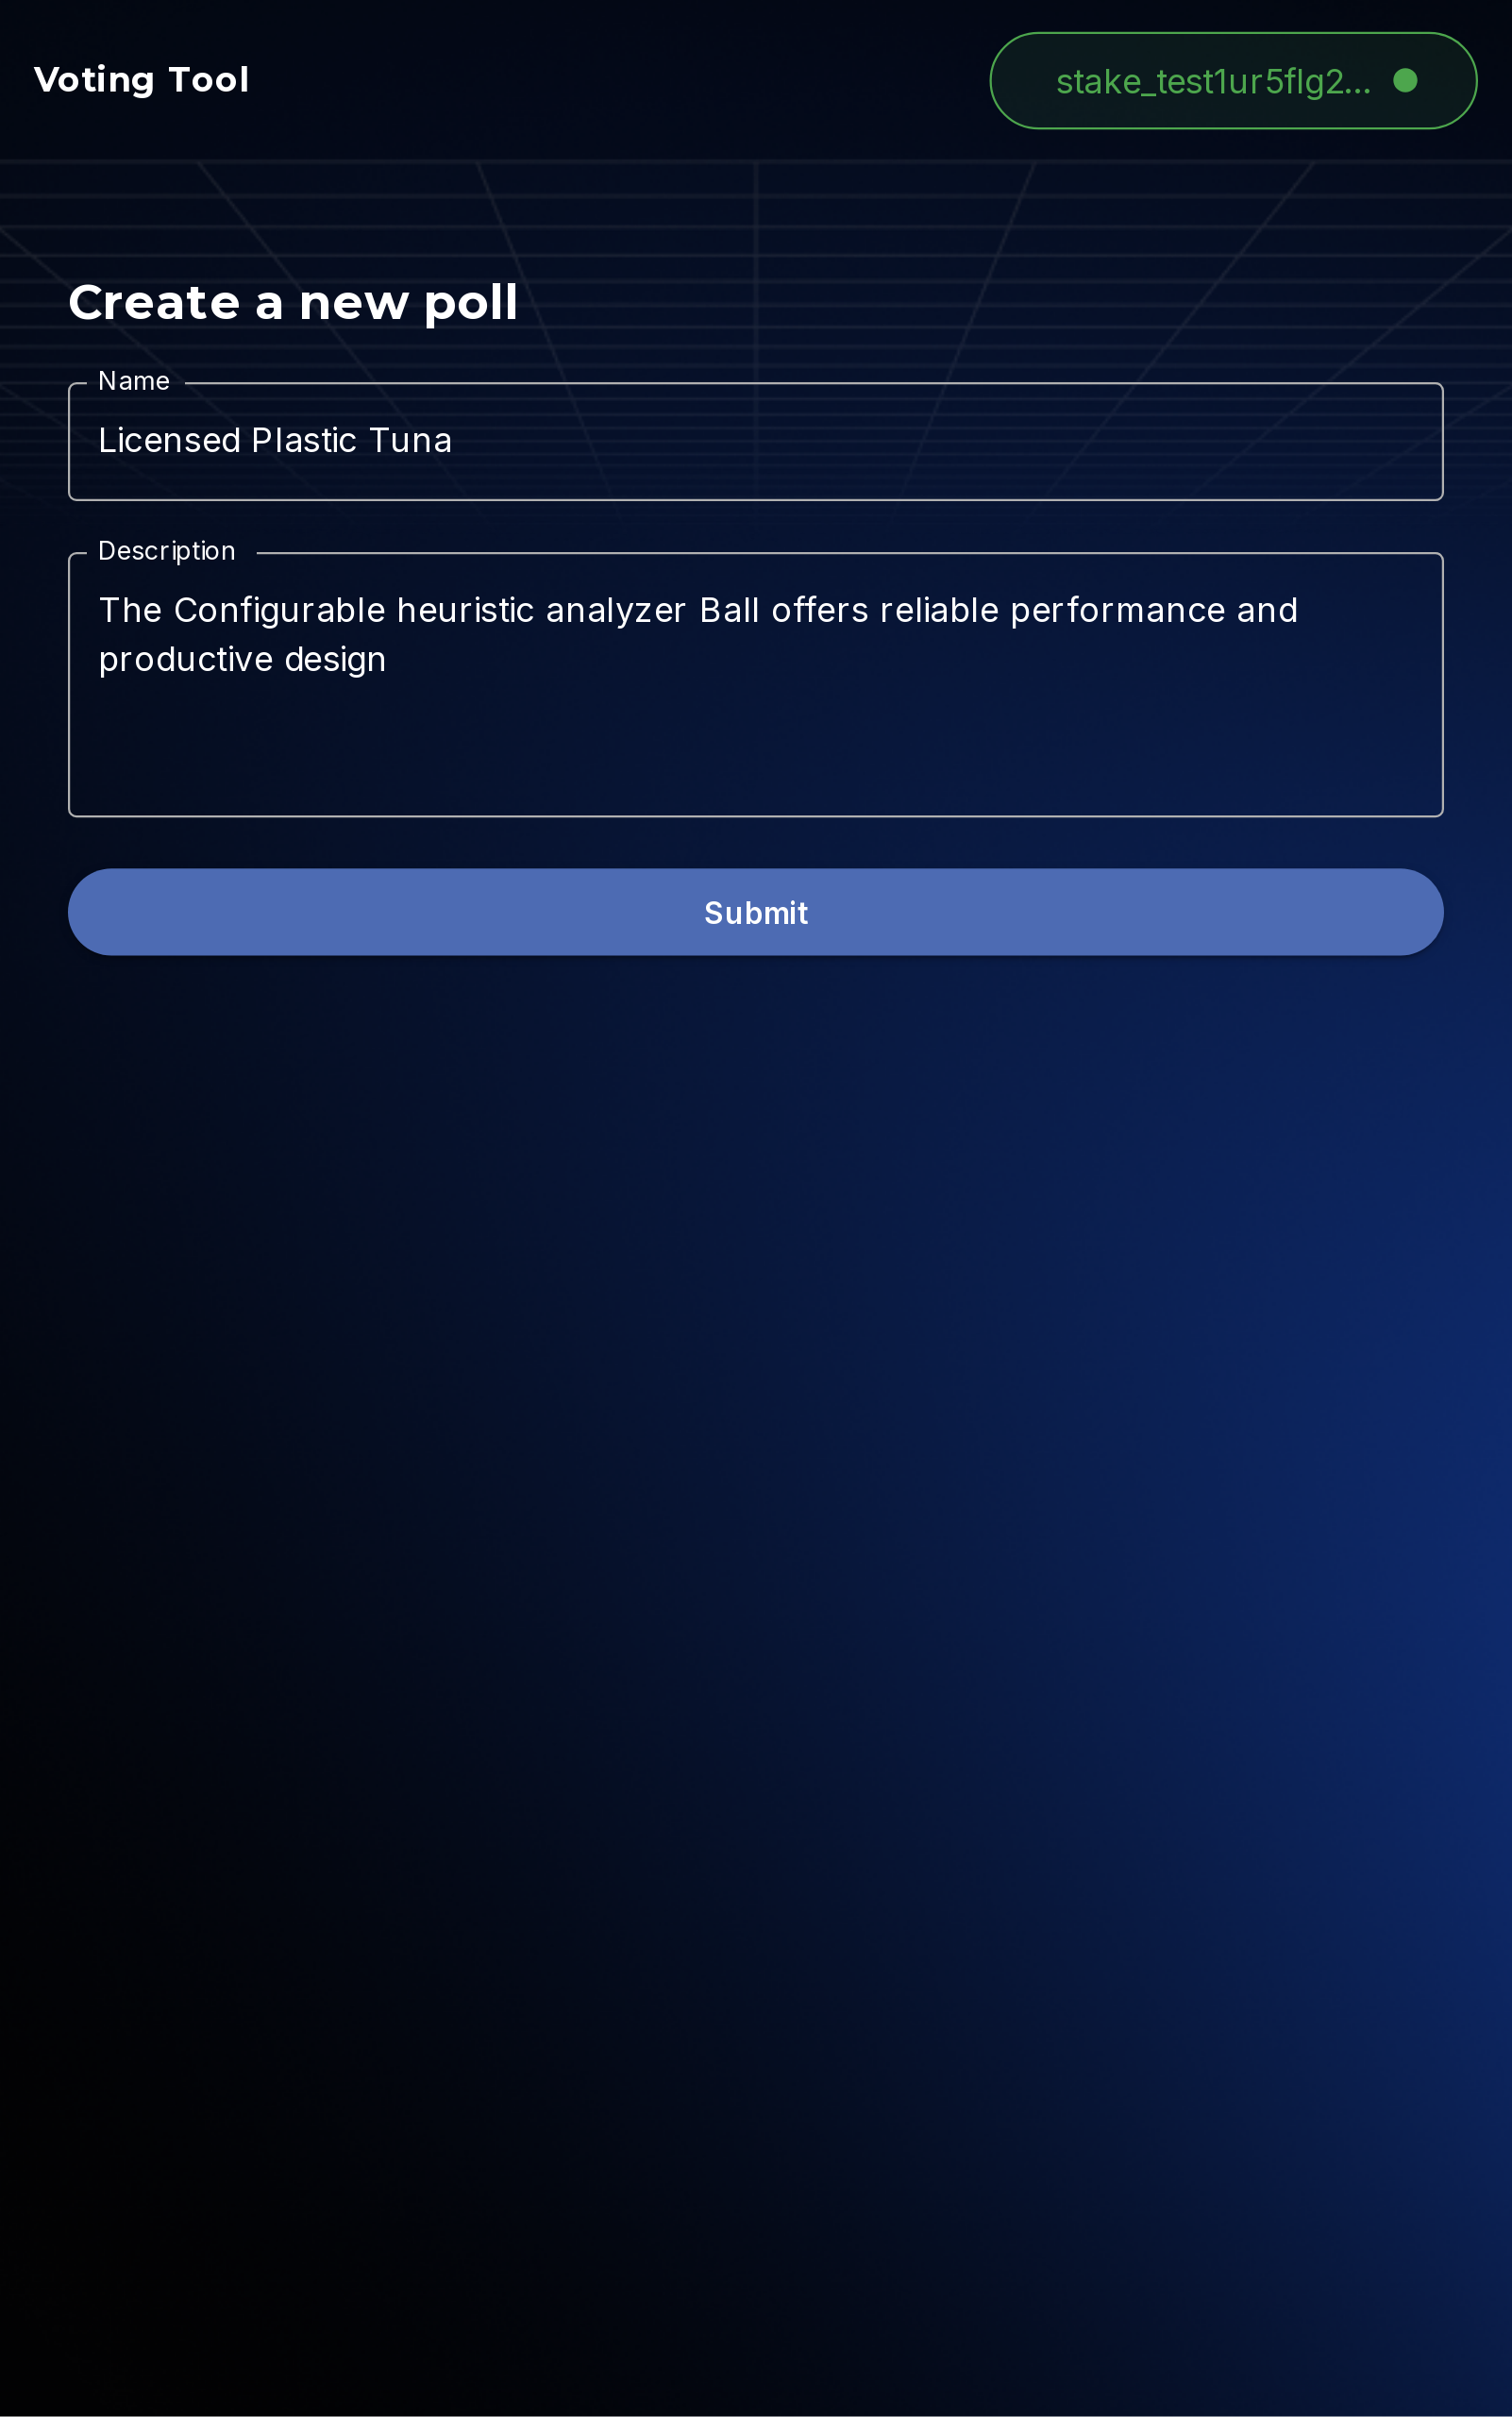 Voting Tool
stake_test1ur5flg2...
Create a new poll
Name
Licensed Plastic Tuna
Description
The Configurable heuristic analyzer Ball offers reliable performance and
productive design
Submit